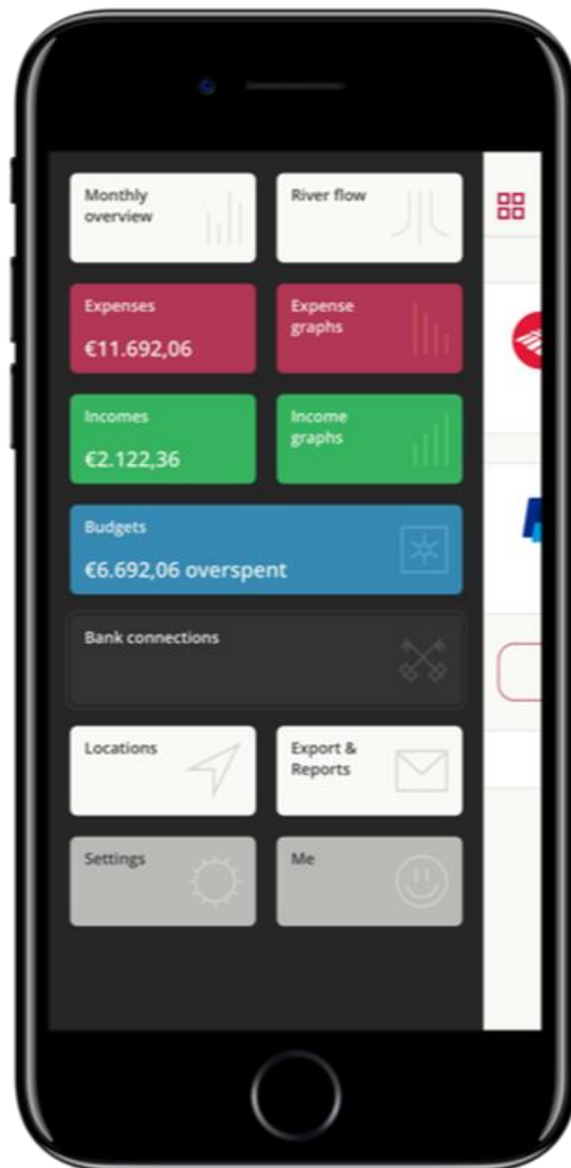 Monthly
overview
River flow
Expenses
€11.692,06
Expense
graphs
Incomes
€2.122,36
Income
graphs
Budgets
€6.692,06 overspent
Bank connections
Locations
Export &
Reports
Settings
Me